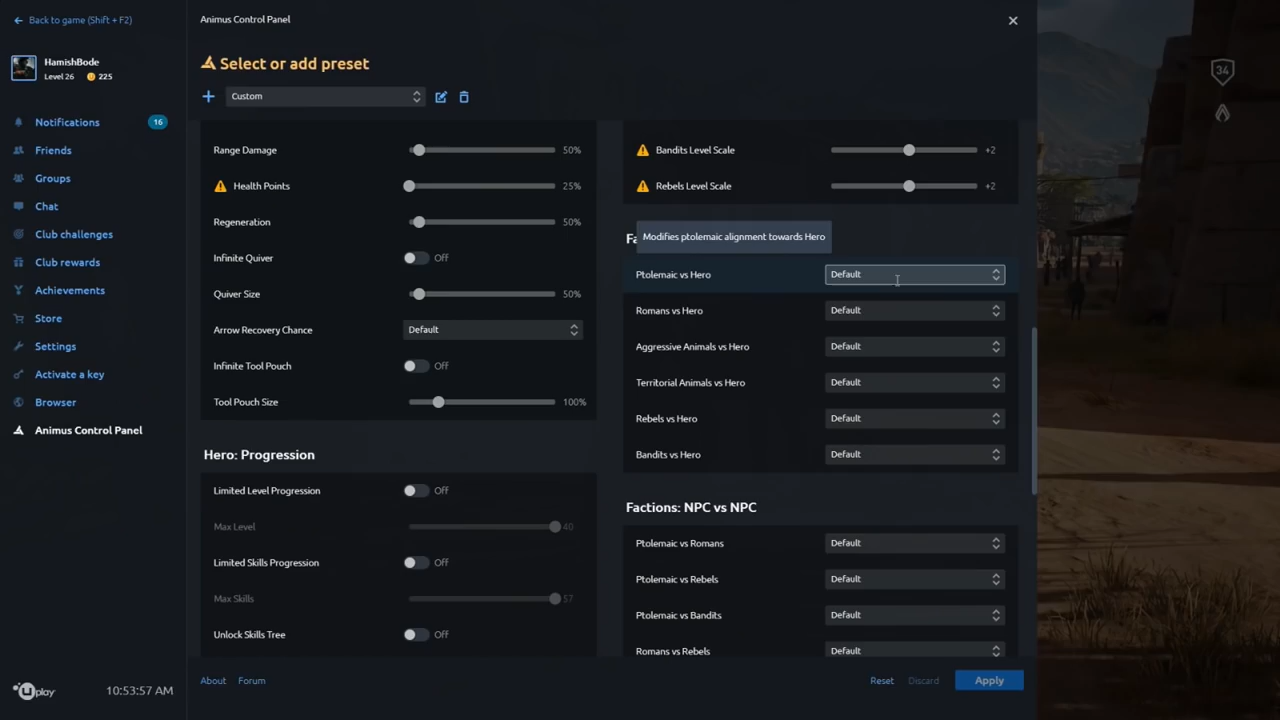 Back to game (Shift + F2)
HamishBode
Level 26 225
Notifications 16
Friends
Groups
Chat
Club challenges
Club rewards
Achievements
Store
Settings
Activate a key
Browser
Animus Control Panel
uplay 10:53:57 AM
Animus Control Panel
Select or add preset
Custom
Range Damage 50%
Health Points 25%
Regeneration 50%
Infinite Quiver Off
Quiver Size 50%
Arrow Recovery Chance Default
Infinite Tool Pouch Off
Tool Pouch Size 100%
Hero: Progression
Limited Level Progression Off
Max Level 40
Limited Skills Progression Off
Max Skills 57
Unlock Skills Tree Off
Bandits Level Scale +2
Rebels Level Scale +2
Fa
Modifies ptolemaic alignment towards Hero
Ptolemaic vs Hero Default
Romans vs Hero Default
Aggressive Animals vs Hero Default
Territorial Animals vs Hero Default
Rebels vs Hero Default
Bandits vs Hero Default
Factions: NPC vs NPC
Ptolemaic vs Romans Default
Ptolemaic vs Rebels Default
Ptolemaic vs Bandits Default
Romans vs Rebels Default
About Forum
Reset Discard Apply
34